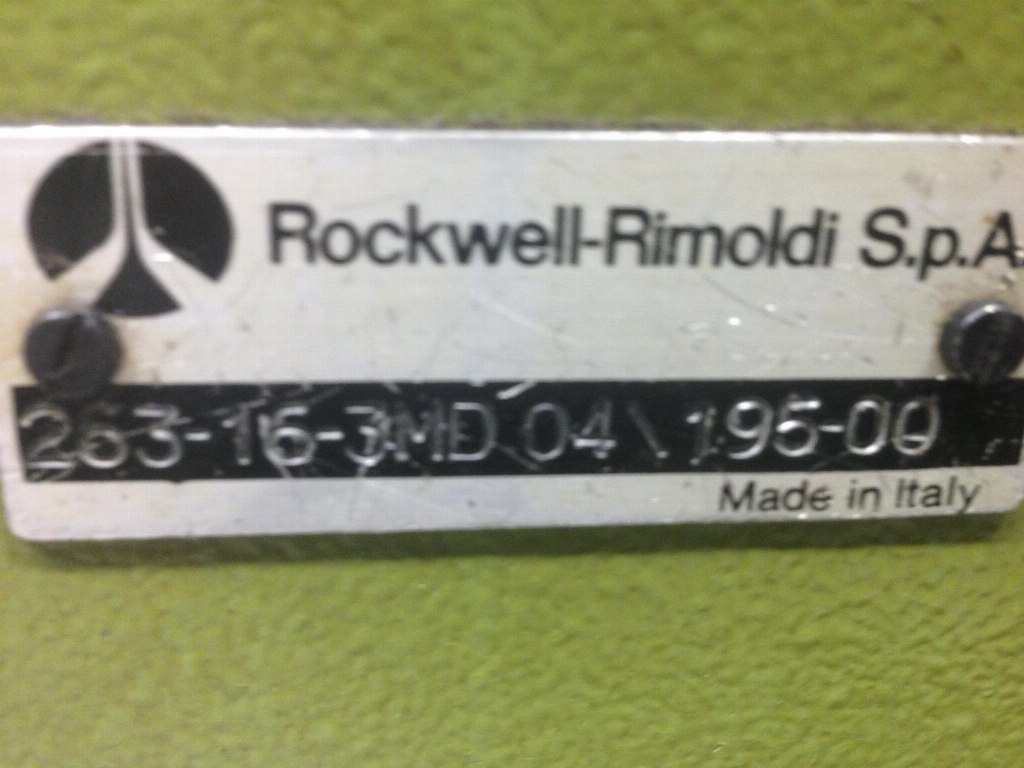 Rockwell-Rimoldi S.p.A.
263-16-3MD 04 \ 195-00
Made in Italy